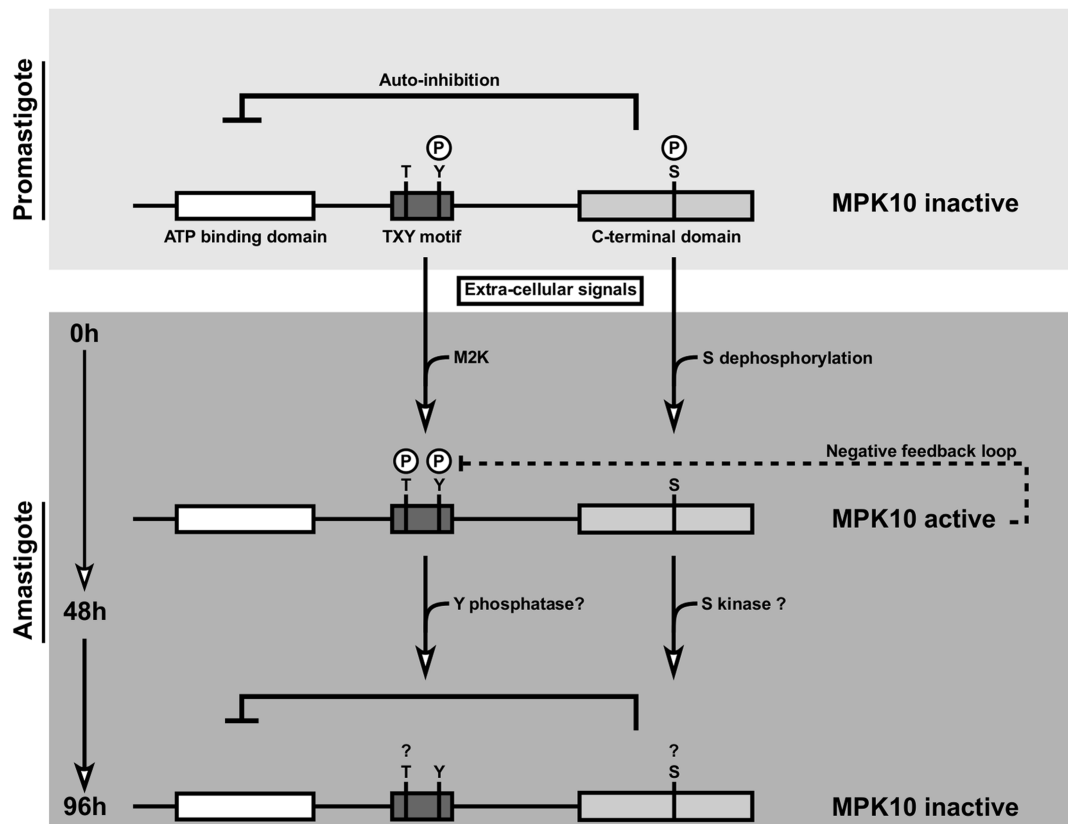 Promastigote
Auto-inhibition
P P
T Y S
ATP binding domain TXY motif C-terminal domain
MPK10 inactive
Extra-cellular signals
0h
M2K S dephosphorylation
Negative feedback loop
P P
T Y S
MPK10 active
Amastigote
48h
Y phosphatase? S kinase ?
? ?
T Y S
96h
MPK10 inactive